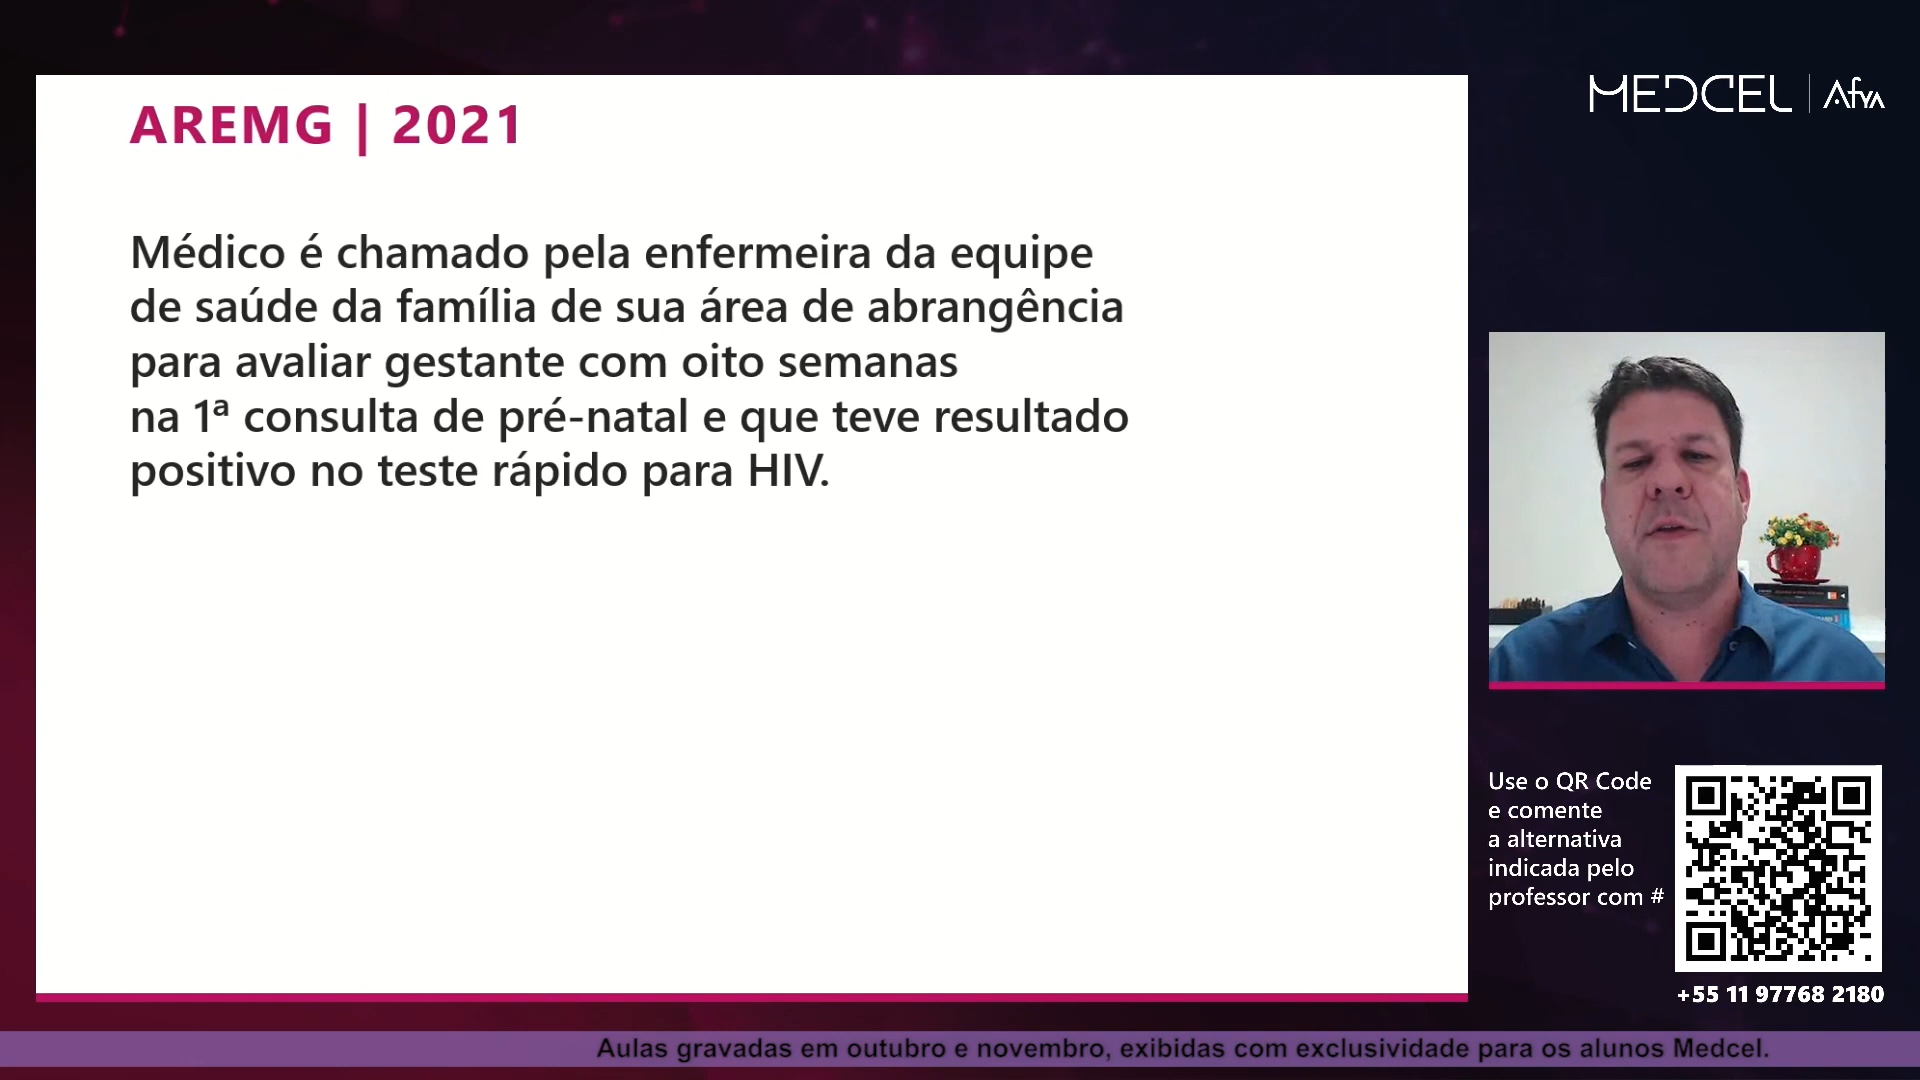 AREMG | 2021
Médico é chamado pela enfermeira da equipe
de saúde da família de sua área de abrangência
para avaliar gestante com oito semanas
na 1ª consulta de pré-natal e que teve resultado
positivo no teste rápido para HIV.
MEDCEL | Afya
Use o QR Code
e comente
a alternativa
indicada pelo
professor com #
+55 11 97768 2180
Aulas gravadas em outubro e novembro, exibidas com exclusividade para os alunos Medcel.